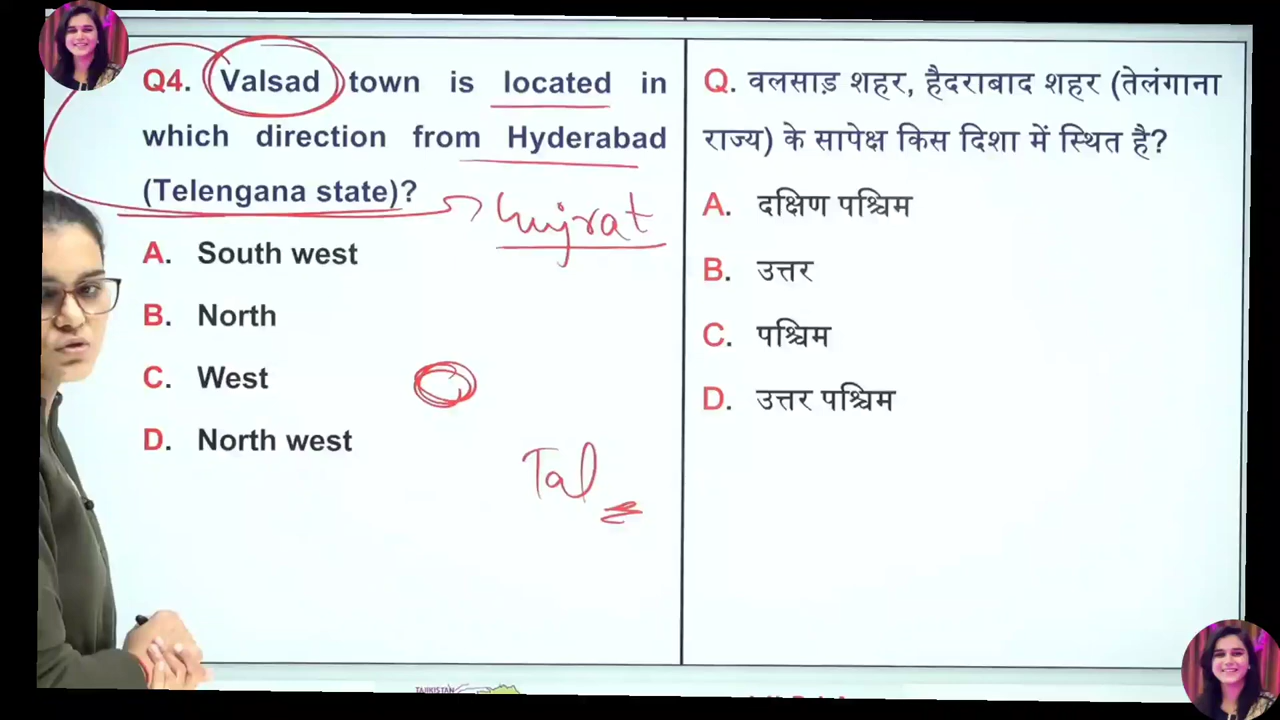 Q4. Valsad town is located in
which direction from Hyderabad
(Telengana state)?
Gujrat
A. South west
B. North
C. West
D. North west
Tal
Q. वलसाड़ शहर, हैदराबाद शहर (तेलंगाना
राज्य) के सापेक्ष किस दिशा में स्थित है?
A. दक्षिण पश्चिम
B. उत्तर
C. पश्चिम
D. उत्तर पश्चिम
TAJIKISTAN